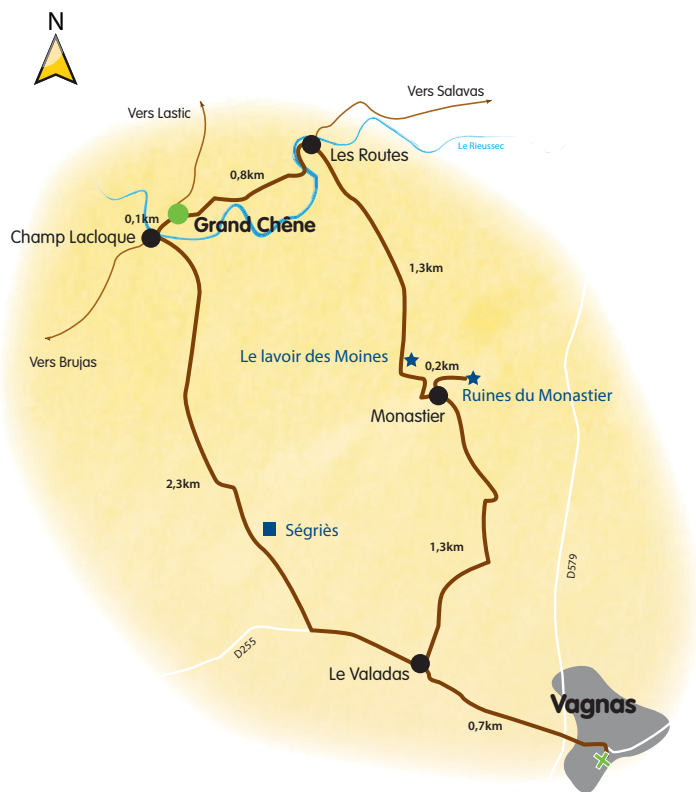 N
Vers Salavas
Vers Lastic
Le Rieussec
Les Routes
0,8km
0,1km
Grand Chêne
Champ Lacloque
1,3km
Vers Brujas
Le lavoir des Moines
0,2km
Ruines du Monastier
Monastier
2,3km
Ségriès
1,3km
D579
D255
Le Valadas
Vagnas
0,7km